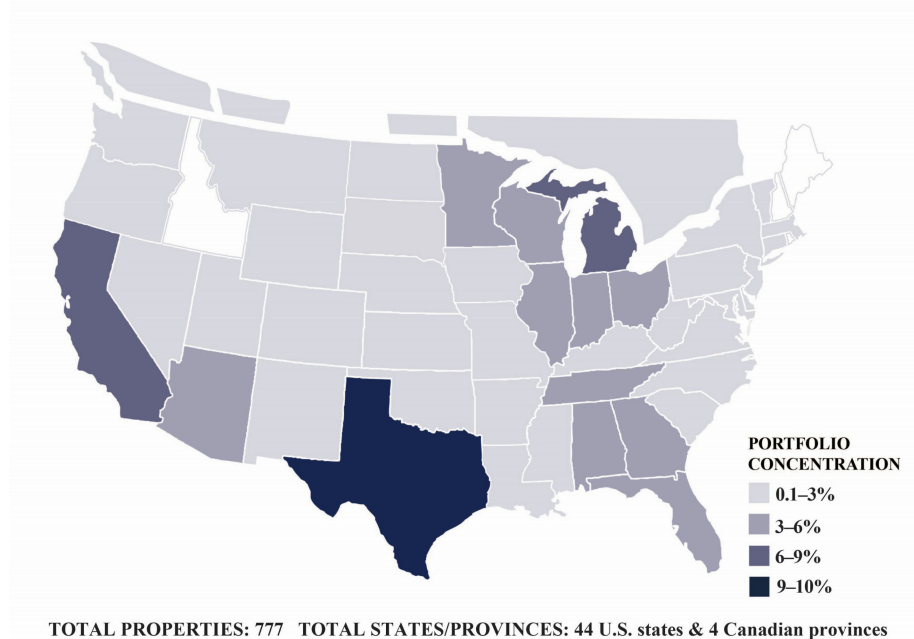 PORTFOLIO
CONCENTRATION
0.1–3%
3–6%
6–9%
9–10%
TOTAL PROPERTIES: 777 TOTAL STATES/PROVINCES: 44 U.S. states & 4 Canadian provinces